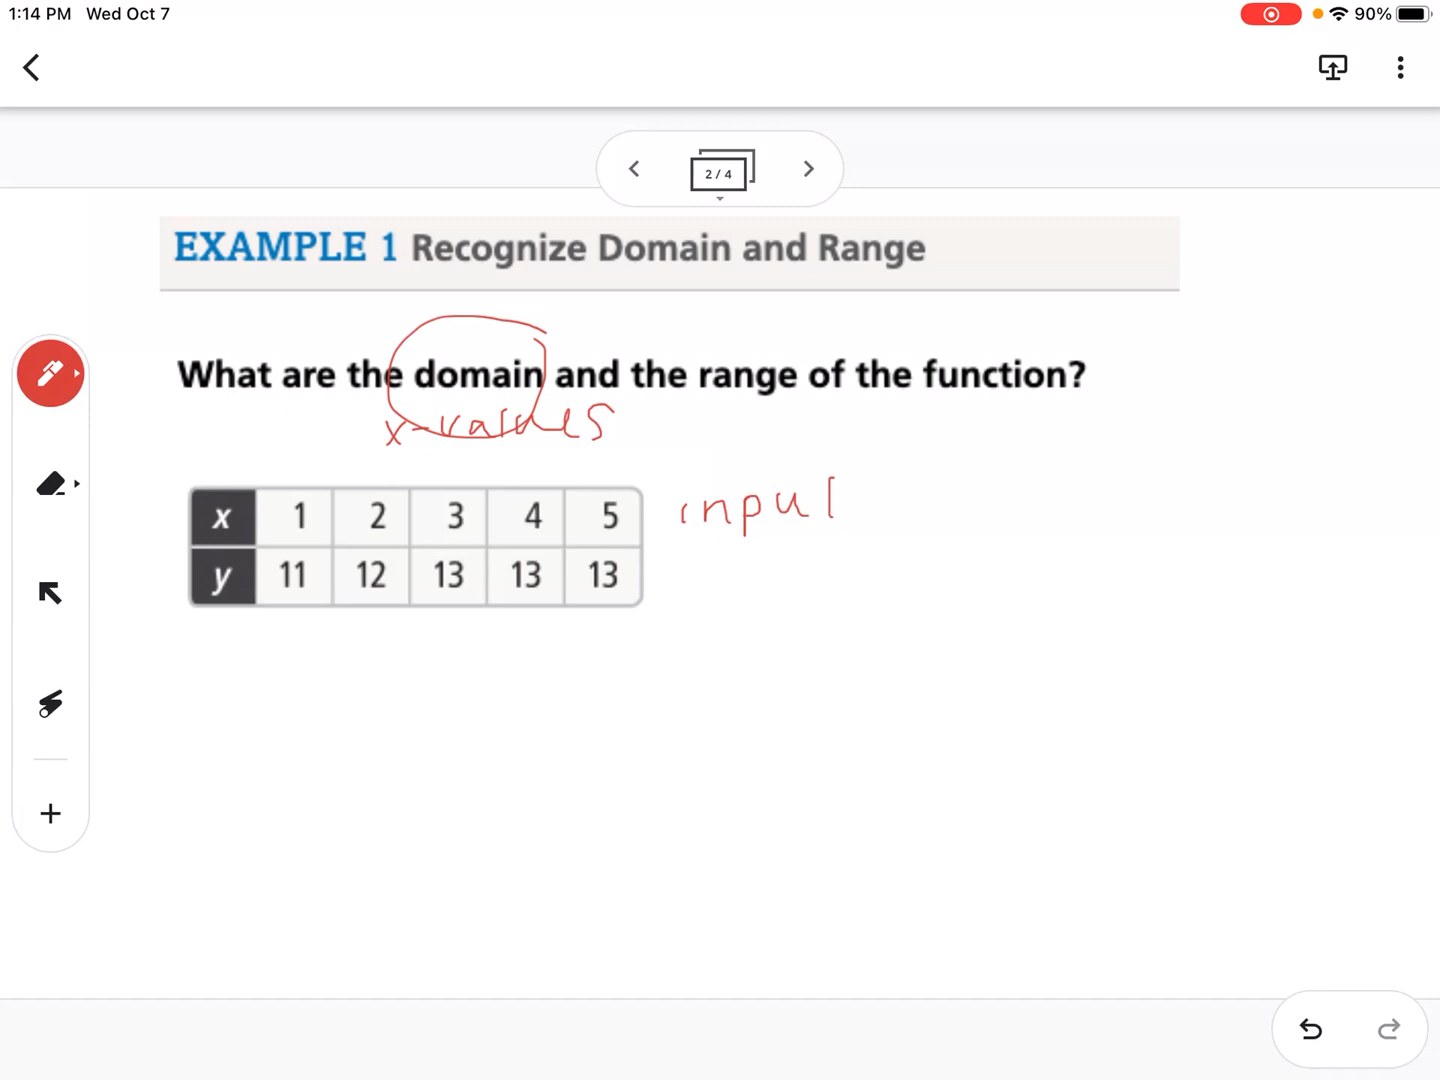 1:14 PM Wed Oct 7
90%
2 / 4
EXAMPLE 1 Recognize Domain and Range
What are the domain and the range of the function?
x-values
x 1 2 3 4 5
inpul
y 11 12 13 13 13